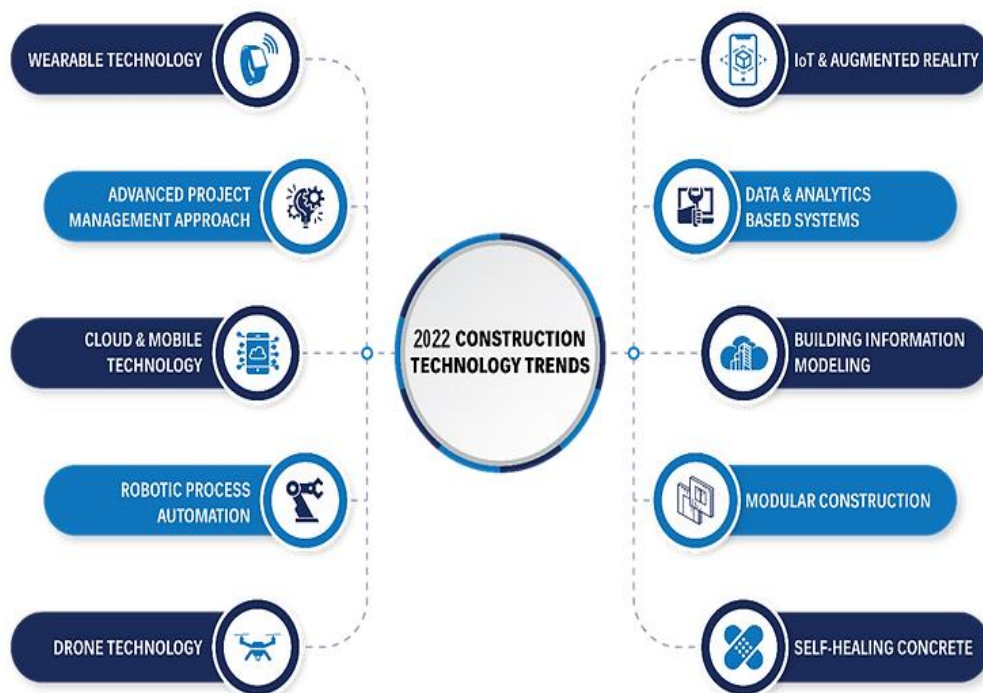 WEARABLE TECHNOLOGY
ADVANCED PROJECT
MANAGEMENT APPROACH
CLOUD & MOBILE
TECHNOLOGY
ROBOTIC PROCESS
AUTOMATION
DRONE TECHNOLOGY
2022 CONSTRUCTION
TECHNOLOGY TRENDS
IoT & AUGMENTED REALITY
DATA & ANALYTICS
BASED SYSTEMS
BUILDING INFORMATION
MODELING
MODULAR CONSTRUCTION
SELF-HEALING CONCRETE